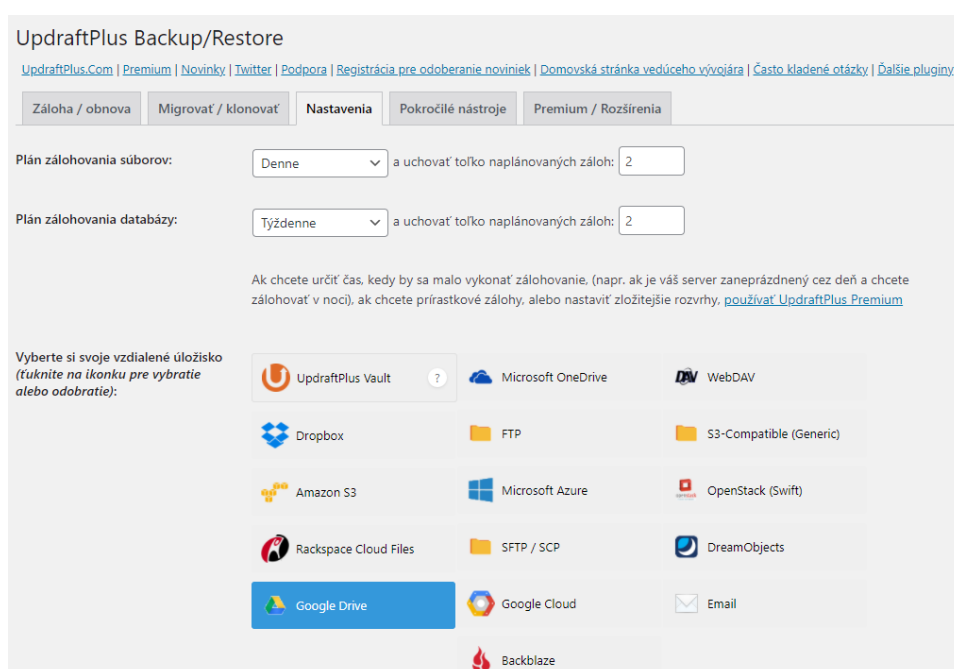 UpdraftPlus Backup/Restore
UpdraftPlus.Com | Premium | Novinky | Twitter | Podpora | Registrácia pre odoberanie noviniek | Domovská stránka vedúceho vývojára | Často kladené otázky | Ďalšie pluginy
Záloha / obnova Migrovať / klonovať Nastavenia Pokročilé nástroje Premium / Rozšírenia
Plán zálohovania súborov: Denne a uchovať toľko naplánovaných záloh: 2
Plán zálohovania databázy: Týždenne a uchovať toľko naplánovaných záloh: 2
Ak chcete určiť čas, kedy by sa malo vykonať zálohovanie, (napr. ak je váš server zaneprázdnený cez deň a chcete
zálohovať v noci), ak chcete prírastkové zálohy, alebo nastaviť zložitejšie rozvrhy, používať UpdraftPlus Premium
Vyberte si svoje vzdialené úložisko
(ťuknite na ikonku pre vybratie
alebo odobratie):
UpdraftPlus Vault ? Microsoft OneDrive DAV WebDAV
Dropbox FTP S3-Compatible (Generic)
Amazon S3 Microsoft Azure OpenStack (Swift)
Rackspace Cloud Files SFTP / SCP DreamObjects
Google Drive Google Cloud Email
Backblaze